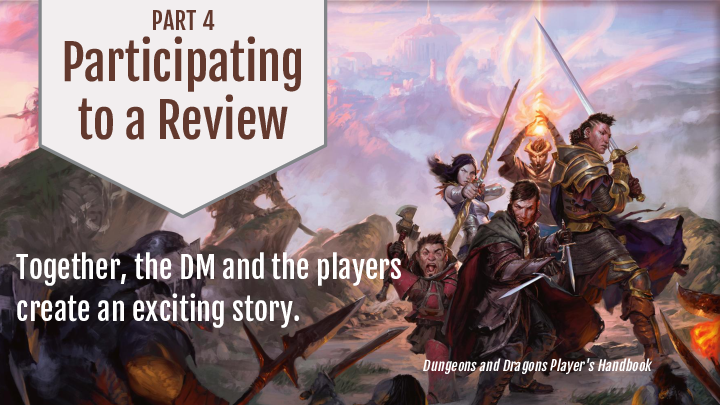 PART 4
Participating
to a Review
Together, the DM and the players
create an exciting story.
Dungeons and Dragons Player's Handbook